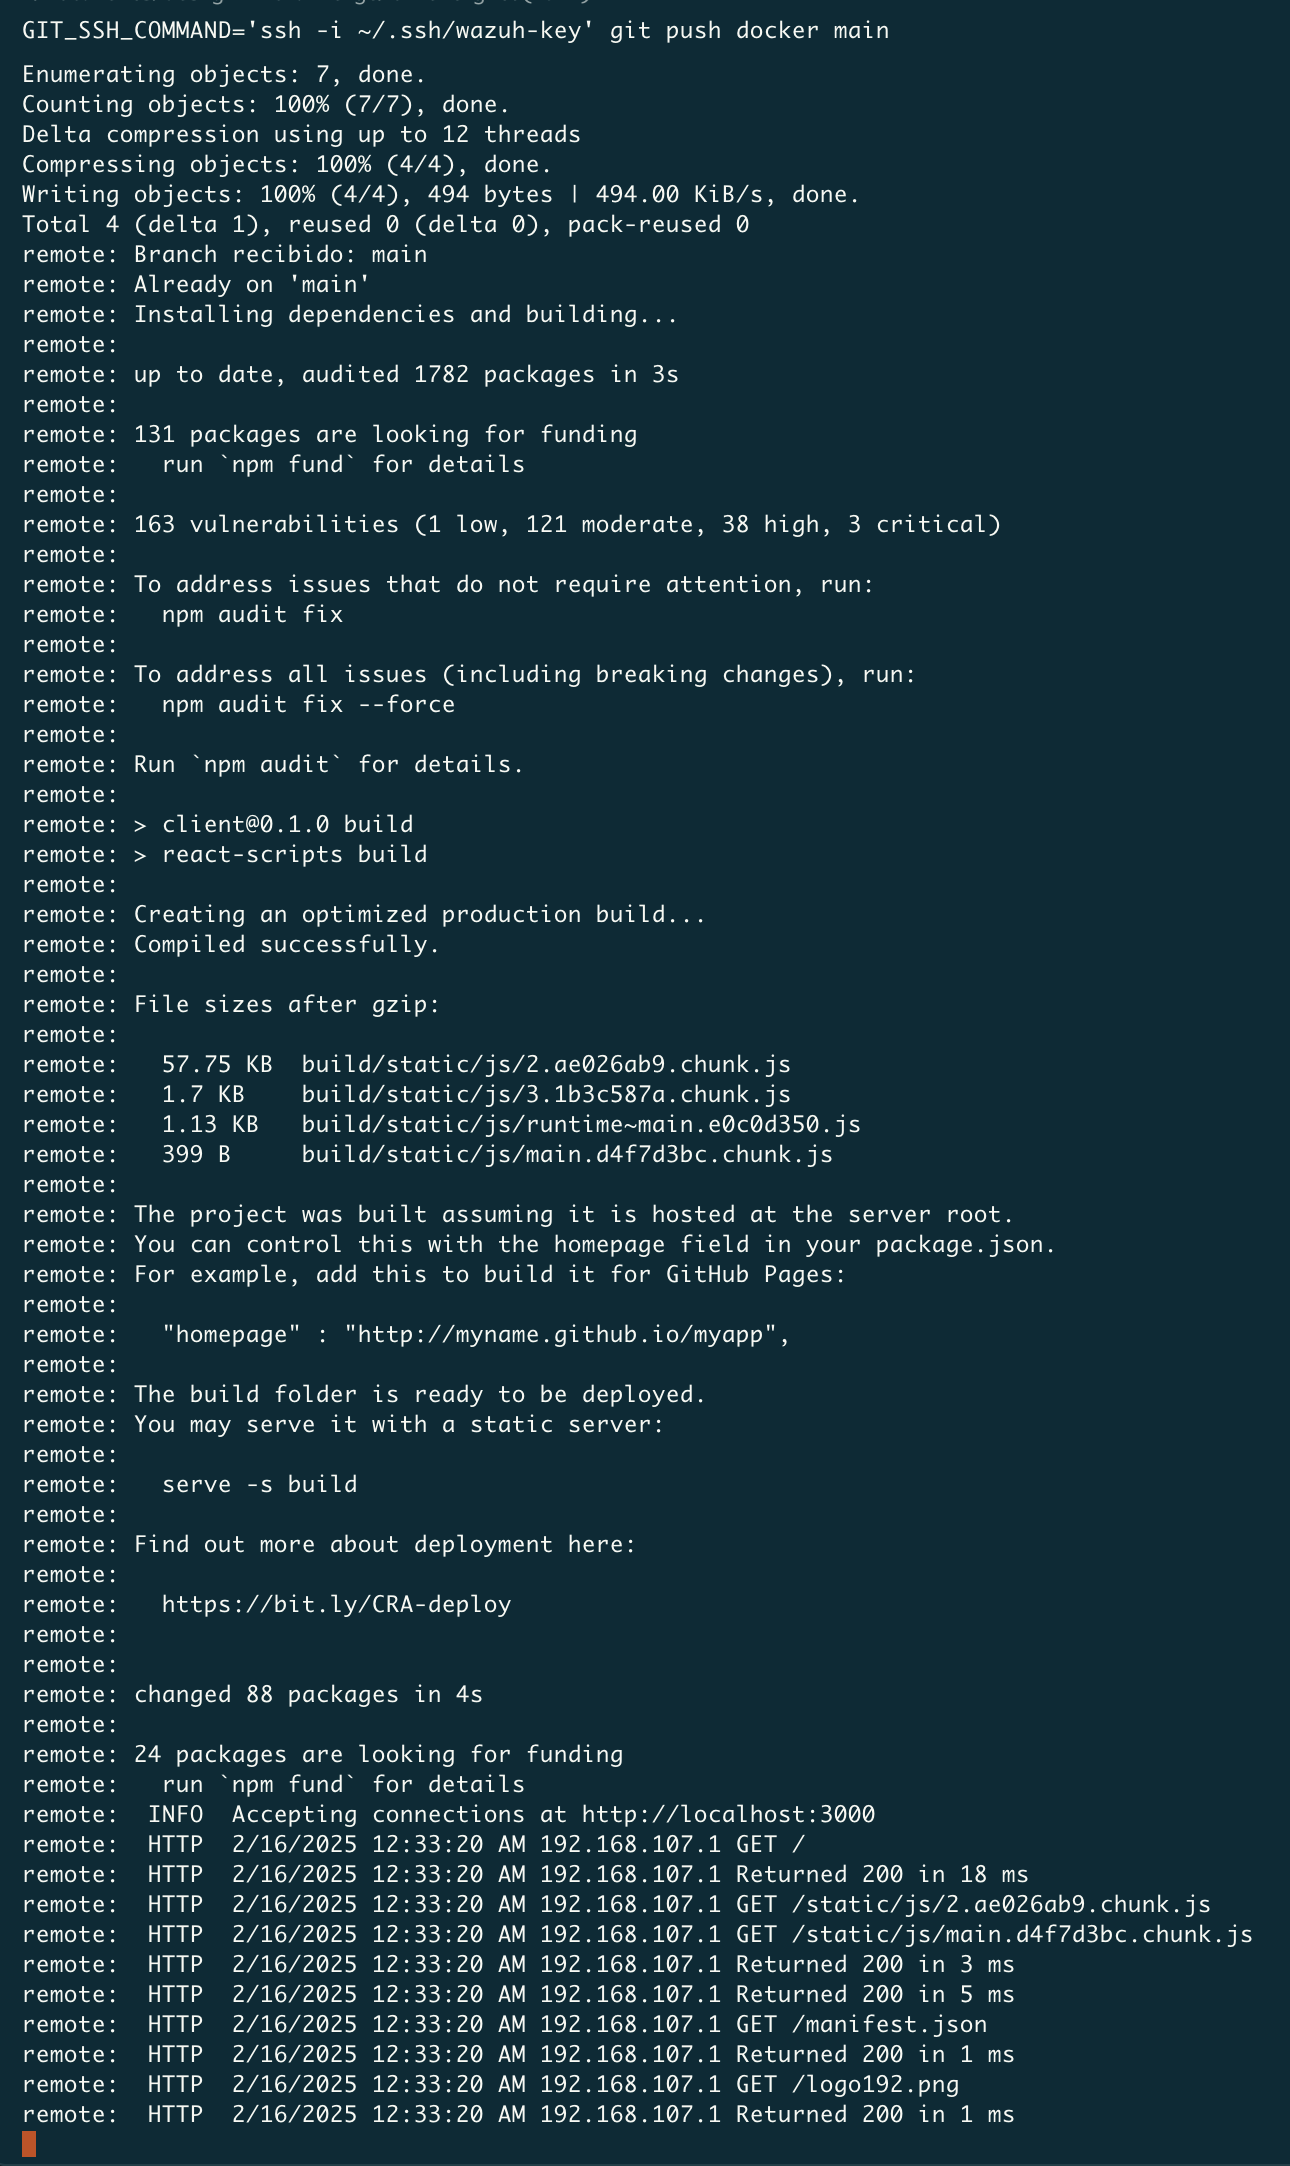 GIT_SSH_COMMAND='ssh -i ~/.ssh/wazuh-key' git push docker main
Enumerating objects: 7, done.
Counting objects: 100% (7/7), done.
Delta compression using up to 12 threads
Compressing objects: 100% (4/4), done.
Writing objects: 100% (4/4), 494 bytes | 494.00 KiB/s, done.
Total 4 (delta 1), reused 0 (delta 0), pack-reused 0
remote: Branch recibido: main
remote: Already on 'main'
remote: Installing dependencies and building...
remote:
remote: up to date, audited 1782 packages in 3s
remote:
remote: 131 packages are looking for funding
remote:   run `npm fund` for details
remote:
remote: 163 vulnerabilities (1 low, 121 moderate, 38 high, 3 critical)
remote:
remote: To address issues that do not require attention, run:
remote:   npm audit fix
remote:
remote: To address all issues (including breaking changes), run:
remote:   npm audit fix --force
remote:
remote: Run `npm audit` for details.
remote:
remote: > client@0.1.0 build
remote: > react-scripts build
remote:
remote: Creating an optimized production build...
remote: Compiled successfully.
remote:
remote: File sizes after gzip:
remote:
remote:   57.75 KB  build/static/js/2.ae026ab9.chunk.js
remote:   1.7 KB    build/static/js/3.1b3c587a.chunk.js
remote:   1.13 KB   build/static/js/runtime~main.e0c0d350.js
remote:   399 B     build/static/js/main.d4f7d3bc.chunk.js
remote:
remote: The project was built assuming it is hosted at the server root.
remote: You can control this with the homepage field in your package.json.
remote: For example, add this to build it for GitHub Pages:
remote:
remote:   "homepage" : "http://myname.github.io/myapp",
remote:
remote: The build folder is ready to be deployed.
remote: You may serve it with a static server:
remote:
remote:   serve -s build
remote:
remote: Find out more about deployment here:
remote:
remote:   https://bit.ly/CRA-deploy
remote:
remote:
remote: changed 88 packages in 4s
remote:
remote: 24 packages are looking for funding
remote:   run `npm fund` for details
remote:  INFO  Accepting connections at http://localhost:3000
remote:  HTTP  2/16/2025 12:33:20 AM 192.168.107.1 GET /
remote:  HTTP  2/16/2025 12:33:20 AM 192.168.107.1 Returned 200 in 18 ms
remote:  HTTP  2/16/2025 12:33:20 AM 192.168.107.1 GET /static/js/2.ae026ab9.chunk.js
remote:  HTTP  2/16/2025 12:33:20 AM 192.168.107.1 GET /static/js/main.d4f7d3bc.chunk.js
remote:  HTTP  2/16/2025 12:33:20 AM 192.168.107.1 Returned 200 in 3 ms
remote:  HTTP  2/16/2025 12:33:20 AM 192.168.107.1 Returned 200 in 5 ms
remote:  HTTP  2/16/2025 12:33:20 AM 192.168.107.1 GET /manifest.json
remote:  HTTP  2/16/2025 12:33:20 AM 192.168.107.1 Returned 200 in 1 ms
remote:  HTTP  2/16/2025 12:33:20 AM 192.168.107.1 GET /logo192.png
remote:  HTTP  2/16/2025 12:33:20 AM 192.168.107.1 Returned 200 in 1 ms